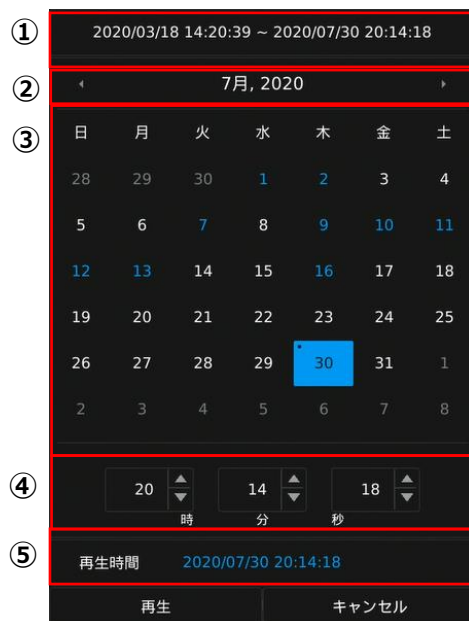 ① 2020/03/18 14:20:39 ~ 2020/07/30 20:14:18
② 7月, 2020
③ 日 月 火 水 木 金 土
28 29 30 1 2 3 4
5 6 7 8 9 10 11
12 13 14 15 16 17 18
19 20 21 22 23 24 25
26 27 28 29 30 31 1
2 3 4 5 6 7 8
④ 20 14 18
時 分 秒
⑤ 再生時間 2020/07/30 20:14:18
再生 キャンセル